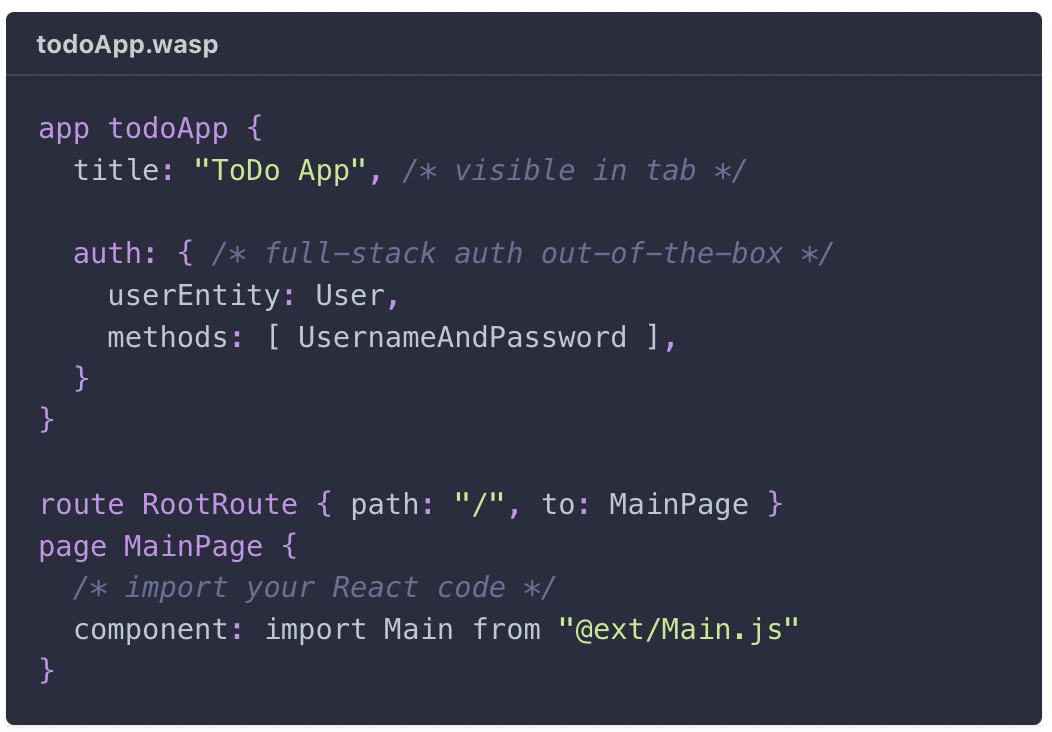 todoApp.wasp
app todoApp {
  title: "ToDo App", /* visible in tab */
  auth: { /* full-stack auth out-of-the-box */
    userEntity: User,
    methods: [ UsernameAndPassword ],
  }
}
route RootRoute { path: "/", to: MainPage }
page MainPage {
  /* import your React code */
  component: import Main from "@ext/Main.js"
}